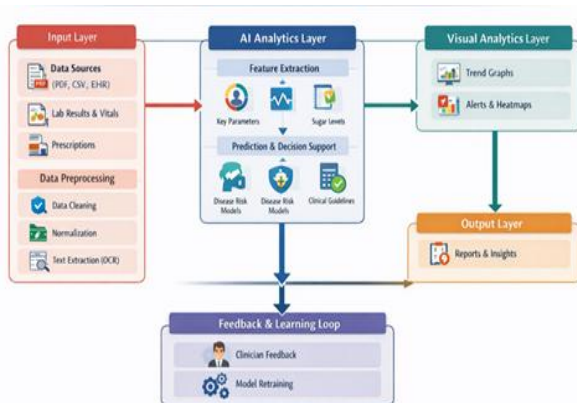 Input Layer
Data Sources
(PDF, CSV, EHR)
Lab Results & Vitals
Prescriptions
Data Preprocessing
Data Cleaning
Normalization
Text Extraction (OCR)
AI Analytics Layer
Feature Extraction
Key Parameters
Sugar Levels
Prediction & Decision Support
Disease Risk
Models
Disease Risk
Models
Clinical Guidelines
Visual Analytics Layer
Trend Graphs
Alerts & Heatmaps
Output Layer
Reports & Insights
Feedback & Learning Loop
Clinician Feedback
Model Retraining